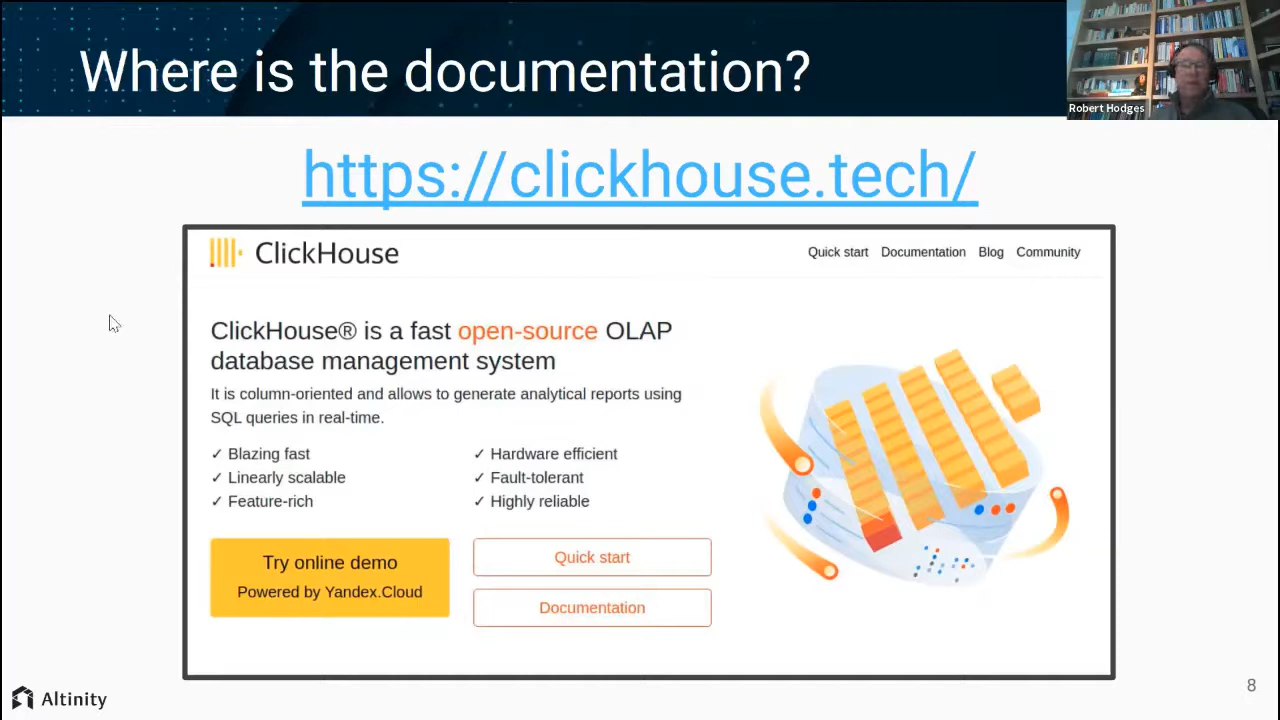 Where is the documentation?
Robert Hodges
https://clickhouse.tech/
ClickHouse
Quick start Documentation Blog Community
ClickHouse® is a fast open-source OLAP
database management system
It is column-oriented and allows to generate analytical reports using
SQL queries in real-time.
✓ Blazing fast
✓ Linearly scalable
✓ Feature-rich
✓ Hardware efficient
✓ Fault-tolerant
✓ Highly reliable
Try online demo
Powered by Yandex.Cloud
Quick start
Documentation
Altinity
8